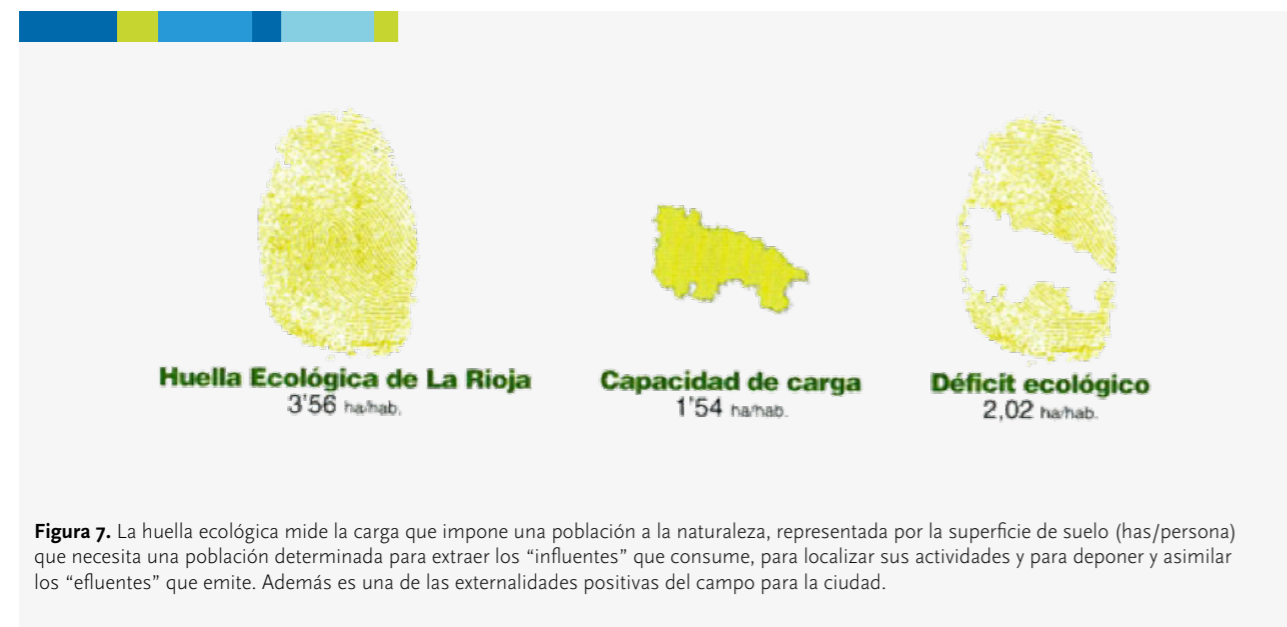 Huella Ecológica de La Rioja
3'56 ha/hab.
Capacidad de carga
1'54 ha/hab.
Déficit ecológico
2,02 ha/hab.
Figura 7. La huella ecológica mide la carga que impone una población a la naturaleza, representada por la superficie de suelo (has/persona)
que necesita una población determinada para extraer los “influentes” que consume, para localizar sus actividades y para deponer y asimilar
los “efluentes” que emite. Además es una de las externalidades positivas del campo para la ciudad.